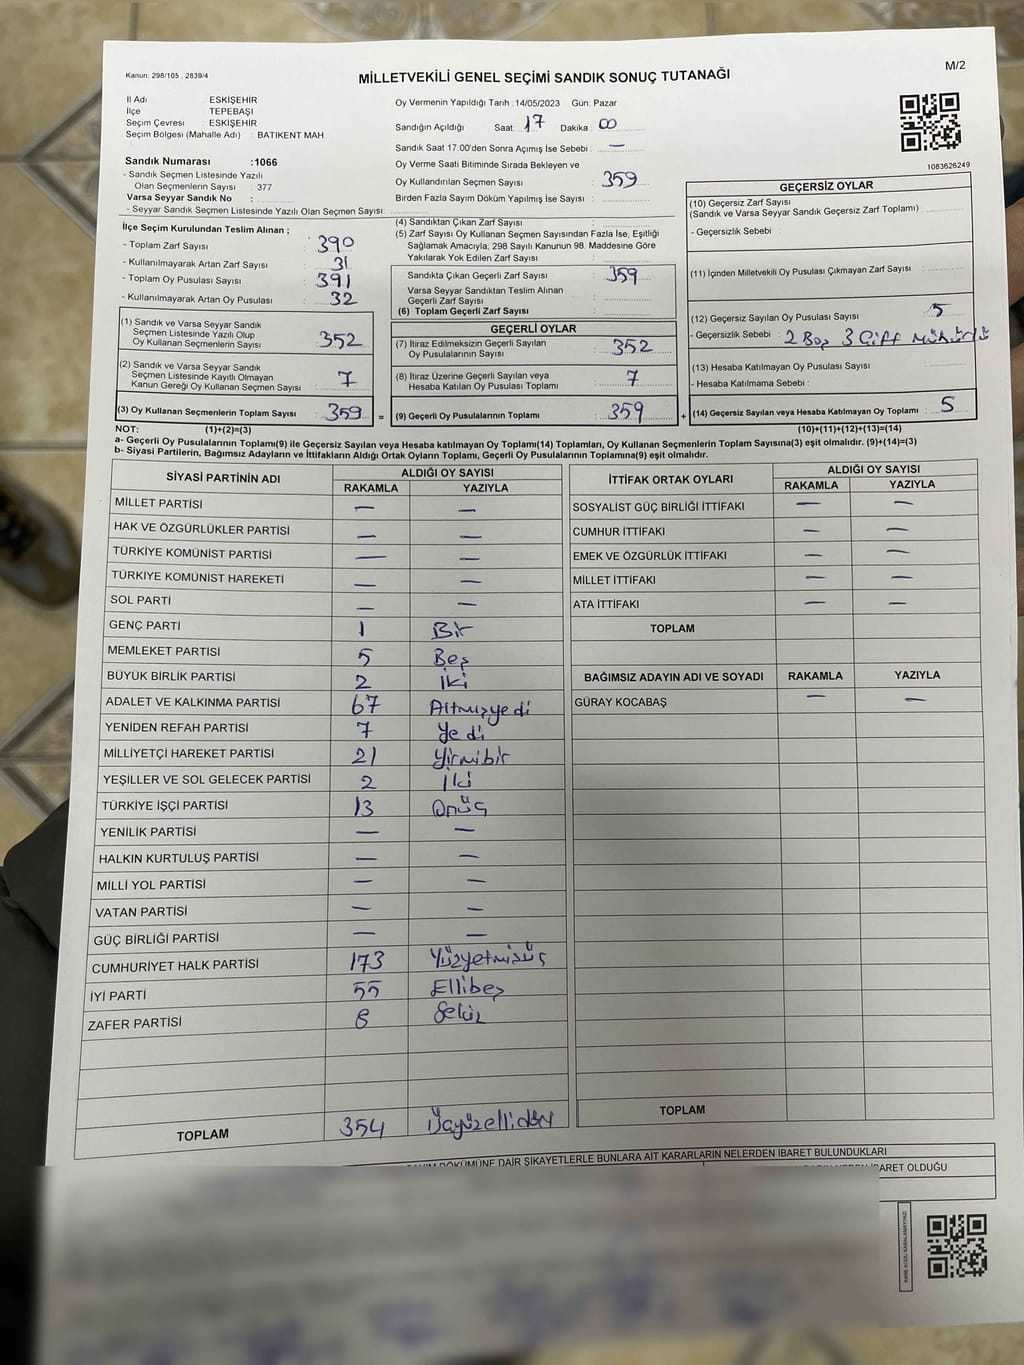 Kanun: 298/105 , 2839/4
MİLLETVEKİLİ GENEL SEÇİMİ SANDIK SONUÇ TUTANAĞI
M/2
İl Adı : ESKİŞEHİR
İlçe : TEPEBAŞI
Seçim Çevresi : ESKİŞEHİR
Seçim Bölgesi (Mahalle Adı) : BATIKENT MAH
Sandık Numarası :1066
- Sandık Seçmen Listesinde Yazılı
Olan Seçmenlerin Sayısı : 377
Varsa Seyyar Sandık No :
- Seyyar Sandık Seçmen Listesinde Yazılı Olan Seçmen Sayısı:
Oy Vermenin Yapıldığı Tarih :14/05/2023 Gün: Pazar
Sandığın Açıldığı Saat: 17 Dakika : 00
Sandık Saat 17:00'den Sonra Açımış İse Sebebi : —
Oy Verme Saati Bitiminde Sırada Bekleyen ve
Oy Kullandırılan Seçmen Sayısı : 359
Birden Fazla Sayım Döküm Yapılmış İse Sayısı :
1083626249
İlçe Seçim Kurulundan Teslim Alınan ;
- Toplam Zarf Sayısı : 390
- Kullanılmayarak Artan Zarf Sayısı : 31
- Toplam Oy Pusulası Sayısı : 391
- Kullanılmayarak Artan Oy Pusulası : 32
(1) Sandık ve Varsa Seyyar Sandık
Seçmen Listesinde Yazılı Olup
Oy Kullanan Seçmenlerin Sayısı : 352
(2) Sandık ve Varsa Seyyar Sandık
Seçmen Listesinde Kayıtlı Olmayan
Kanun Gereği Oy Kullanan Seçmen Sayısı : 7
(3) Oy Kullanan Seçmenlerin Toplam Sayısı : 359 =
(4) Sandıktan Çıkan Zarf Sayısı :
(5) Zarf Sayısı Oy Kullanan Seçmen Sayısından Fazla İse, Eşitliği
Sağlamak Amacıyla; 298 Sayılı Kanunun 98. Maddesine Göre
Yakılarak Yok Edilen Zarf Sayısı :
Sandıkta Çıkan Geçerli Zarf Sayısı : 359
Varsa Seyyar Sandıktan Teslim Alınan
Geçerli Zarf Sayısı :
(6) Toplam Geçerli Zarf Sayısı :
GEÇERLİ OYLAR
(7) İtiraz Edilmeksizin Geçerli Sayılan
Oy Pusulalarının Sayısı : 352
(8) İtiraz Üzerine Geçerli Sayılan veya
Hesaba Katılan Oy Pusulası Toplamı : 7
(9) Geçerli Oy Pusulalarının Toplamı : 359 +
GEÇERSİZ OYLAR
(10) Geçersiz Zarf Sayısı
(Sandık ve Varsa Seyyar Sandık Geçersiz Zarf Toplamı) :
- Geçersizlik Sebebi :
(11) İçinden Milletvekili Oy Pusulası Çıkmayan Zarf Sayısı :
(12) Geçersiz Sayılan Oy Pusulası Sayısı : 5
- Geçersizlik Sebebi : 2 Boş 3 Çift Mühürlü
(13) Hesaba Katılmayan Oy Pusulası Sayısı :
- Hesaba Katılmama Sebebi :
(14) Geçersiz Sayılan veya Hesaba Katılmayan Oy Toplamı : 5
NOT: (1)+(2)=(3)
(10)+(11)+(12)+(13)=(14)
a- Geçerli Oy Pusulalarının Toplamı(9) ile Geçersiz Sayılan veya Hesaba katılmayan Oy Toplamı(14) Toplamları, Oy Kullanan Seçmenlerin Toplam Sayısına(3) eşit olmalıdır. (9)+(14)=(3)
b- Siyasi Partilerin, Bağımsız Adayların ve İttifakların Aldığı Ortak Oyların Toplamı, Geçerli Oy Pusulalarının Toplamına(9) eşit olmalıdır.
SİYASİ PARTİNİN ADI ALDIĞI OY SAYISI
RAKAMLA YAZIYLA
MİLLET PARTİSİ — —
HAK VE ÖZGÜRLÜKLER PARTİSİ — —
TÜRKİYE KOMÜNİST PARTİSİ — —
TÜRKİYE KOMÜNİST HAREKETİ — —
SOL PARTİ — —
GENÇ PARTİ 1 Bir
MEMLEKET PARTİSİ 5 Beş
BÜYÜK BİRLİK PARTİSİ 2 İki
ADALET VE KALKINMA PARTİSİ 67 Altmışyedi
YENİDEN REFAH PARTİSİ 7 Yedi
MİLLİYETÇİ HAREKET PARTİSİ 21 Yirmibir
YEŞİLLER VE SOL GELECEK PARTİSİ 2 İki
TÜRKİYE İŞÇİ PARTİSİ 13 Onüç
YENİLİK PARTİSİ — —
HALKIN KURTULUŞ PARTİSİ — —
MİLLİ YOL PARTİSİ — —
VATAN PARTİSİ — —
GÜÇ BİRLİĞİ PARTİSİ — —
CUMHURİYET HALK PARTİSİ 173 Yüzyetmişüç
İYİ PARTİ 55 Ellibeş
ZAFER PARTİSİ 8 Sekiz
TOPLAM 354 Üçyüzellidört
İTTİFAK ORTAK OYLARI ALDIĞI OY SAYISI
RAKAMLA YAZIYLA
SOSYALİST GÜÇ BİRLİĞİ İTTİFAKI — —
CUMHUR İTTİFAKI — —
EMEK VE ÖZGÜRLÜK İTTİFAKI — —
MİLLET İTTİFAKI — —
ATA İTTİFAKI — —
TOPLAM
BAĞIMSIZ ADAYIN ADI VE SOYADI RAKAMLA YAZIYLA
GÜRAY KOCABAŞ — —
TOPLAM
DÖKÜMÜNE DAİR ŞİKAYETLERLE BUNLARA AİT KARARLARIN NELERDEN İBARET BULUNDUKLARI
OLDUĞU